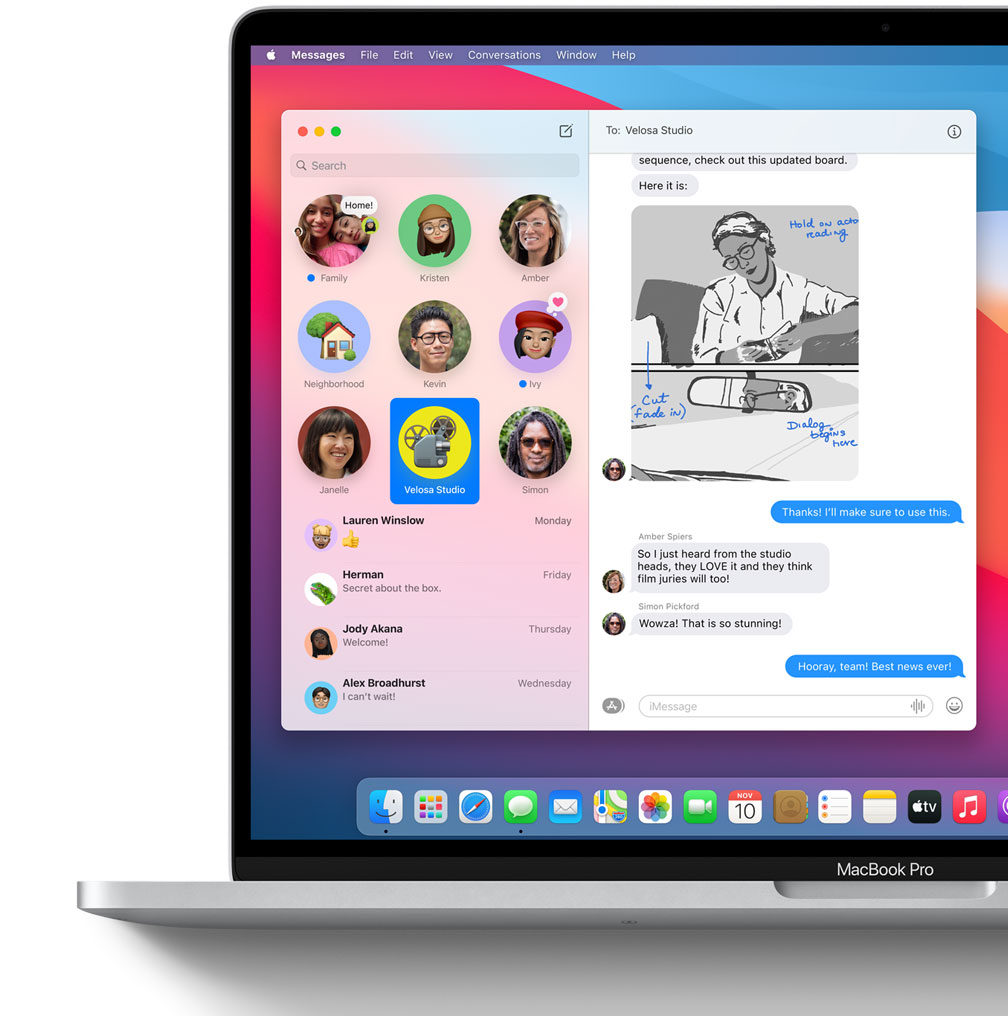 Messages File Edit View Conversations Window Help
Search
To: Velosa Studio
sequence, check out this updated board.
Here it is:
Hold on actor
reading
Cut
(fade in)
Dialog
begins
here
Home!
Family
Kristen
Amber
Neighborhood
Kevin
Ivy
Janelle
Velosa Studio
Simon
Lauren Winslow Monday
Herman Friday
Secret about the box.
Jody Akana Thursday
Welcome!
Alex Broadhurst Wednesday
I can't wait!
Thanks! I'll make sure to use this.
Amber Spiers
So I just heard from the studio
heads, they LOVE it and they think
film juries will too!
Simon Pickford
Wowza! That is so stunning!
Hooray, team! Best news ever!
iMessage
NOV
10
tv
MacBook Pro